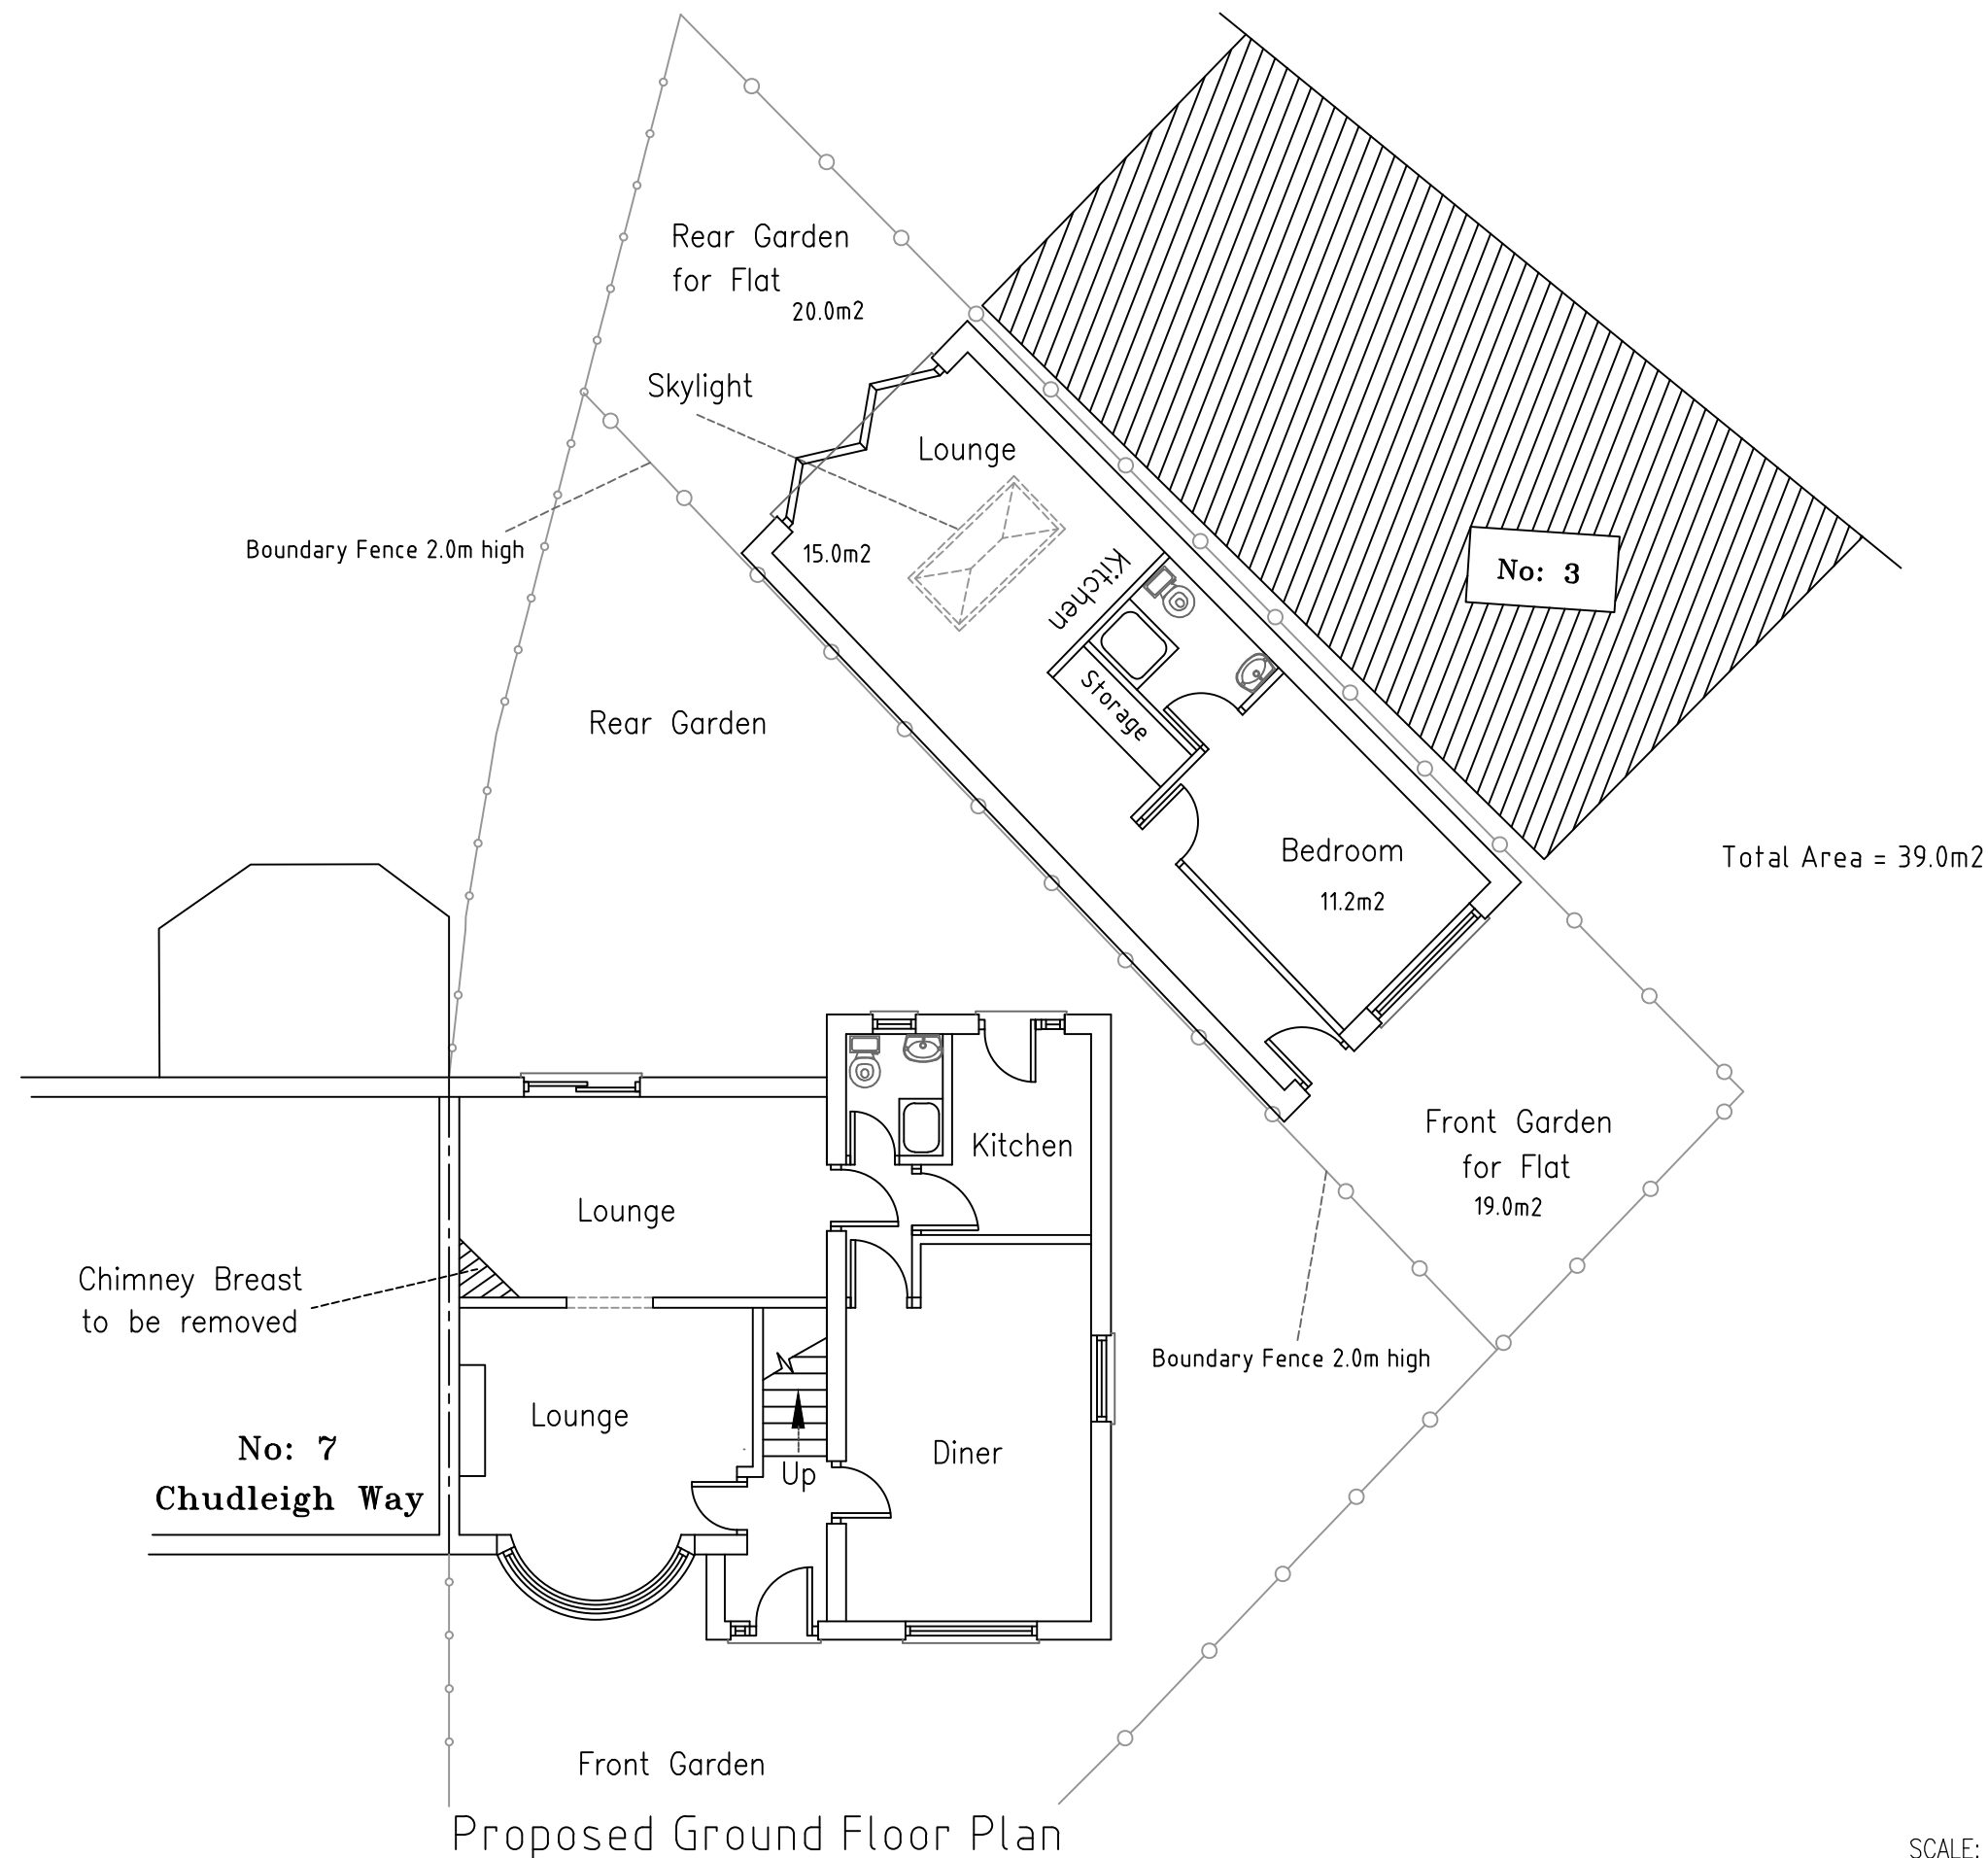 Rear Garden
for Flat
20.0m2
Skylight
Lounge
15.0m2
Boundary Fence 2.0m high
Kitchen
No: 3
Storage
Rear Garden
Bedroom
11.2m2
Total Area = 39.0m2
Front Garden
for Flat
19.0m2
Kitchen
Lounge
Chimney Breast
to be removed
Boundary Fence 2.0m high
Lounge
Diner
Up
No: 7
Chudleigh Way
Front Garden
Proposed Ground Floor Plan
SCALE: